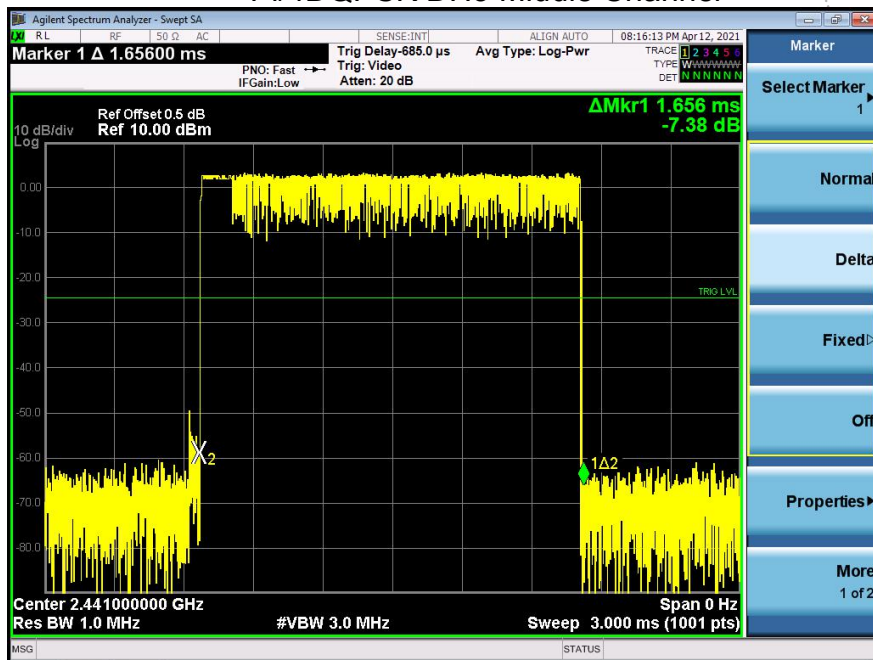 Agilent Spectrum Analyzer - Swept SA
LXI RL RF 50 Ω AC SENSE:INT ALIGN AUTO 08:16:13 PM Apr 12, 2021
Marker 1 Δ 1.65600 ms
PNO: Fast
IFGain:Low
Trig Delay-685.0 µs
Trig: Video
Atten: 20 dB
Avg Type: Log-Pwr
TRACE 1 2 3 4 5 6
TYPE WWWWWWW
DET N N N N N N
ΔMkr1 1.656 ms
-7.38 dB
Ref Offset 0.5 dB
10 dB/div Ref 10.00 dBm
Log
0.00
-10.0
-20.0
TRIG LVL
-30.0
-40.0
-50.0
-60.0
-70.0
-80.0
X2
1Δ2
Center 2.441000000 GHz Span 0 Hz
Res BW 1.0 MHz #VBW 3.0 MHz Sweep 3.000 ms (1001 pts)
MSG STATUS
Marker
Select Marker
1
Normal
Delta
Fixed
Off
Properties
More
1 of 2